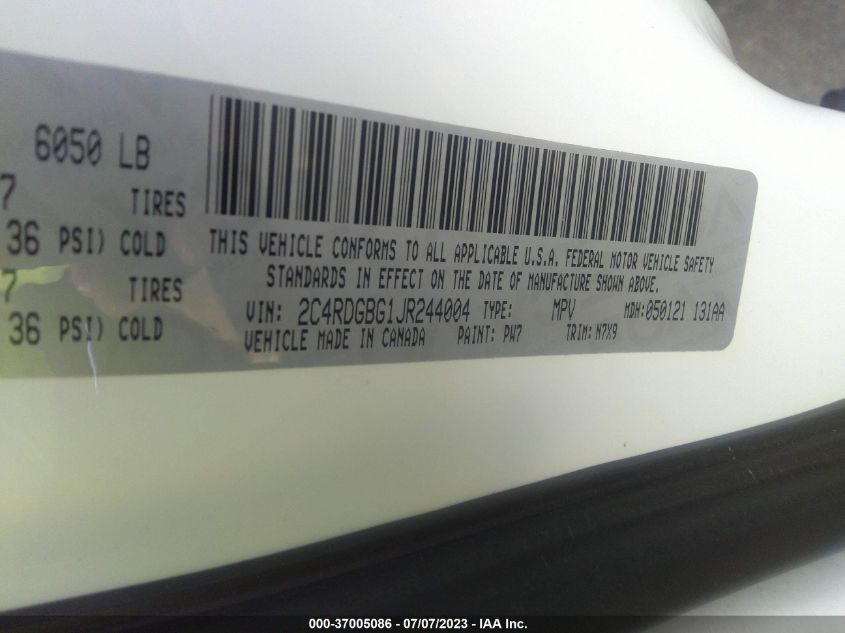 6050 LB
7 TIRES
36 PSI) COLD
7 TIRES
36 PSI) COLD
THIS VEHICLE CONFORMS TO ALL APPLICABLE U.S.A. FEDERAL MOTOR VEHICLE SAFETY
STANDARDS IN EFFECT ON THE DATE OF MANUFACTURE SHOWN ABOVE.
VIN: 2C4RDGBG1JR244004 TYPE: MPV MDH:050121 131AA
VEHICLE MADE IN CANADA PAINT: PW7 TRIM: N7X9
000-37005086 - 07/07/2023 - IAA Inc.